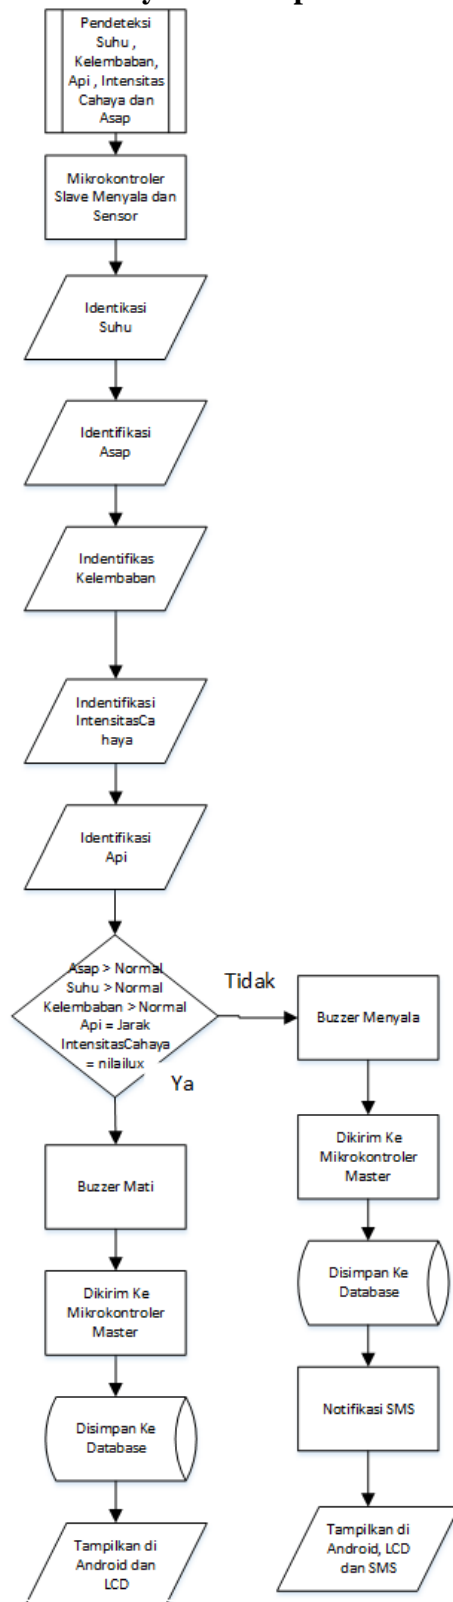 Pendeteksi
Suhu ,
Kelembaban,
Api , Intensitas
Cahaya dan
Asap
Mikrokontroler
Slave Menyala dan
Sensor
Identikasi
Suhu
Identifikasi
Asap
Indentifikas
Kelembaban
Indentifikasi
IntensitasCa
haya
Identifikasi
Api
Asap > Normal
Suhu > Normal
Kelembaban > Normal
Api = Jarak
IntensitasCahaya
= nilailux
Tidak
Ya
Buzzer Menyala
Dikirim Ke
Mikrokontroler
Master
Disimpan Ke
Database
Notifikasi SMS
Tampilkan di
Android, LCD
dan SMS
Buzzer Mati
Dikirim Ke
Mikrokontroler
Master
Disimpan Ke
Database
Tampilkan di
Android dan
LCD